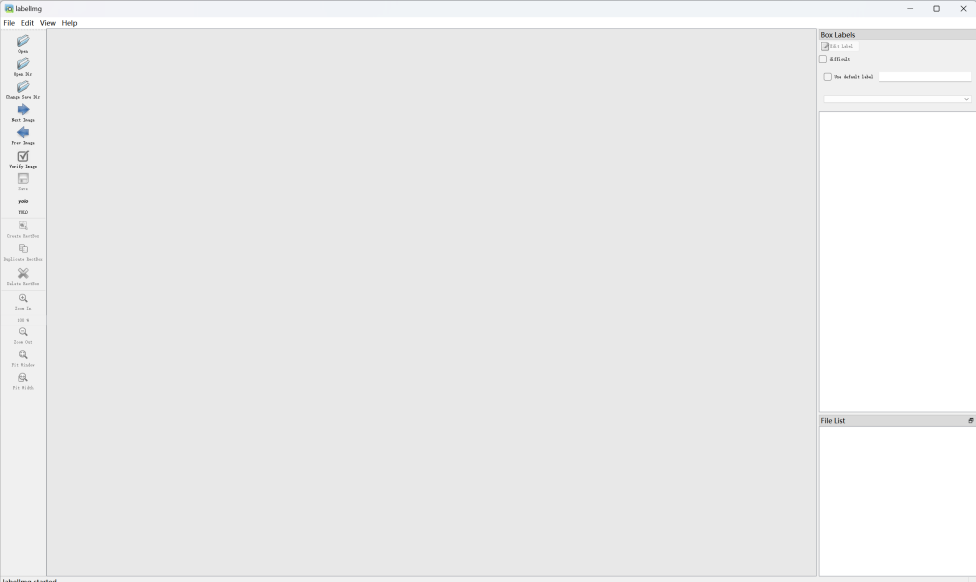 labelImg
File Edit View Help
Open
Open Dir
Change Save Dir
Next Image
Prev Image
Verify Image
Save
yolo
YOLO
Create RectBox
Duplicate RectBox
Delete RectBox
Zoom In
100 %
Zoom Out
Fit Window
Fit Width
Box Labels
Edit Label
difficult
Use default label
File List
labelImg started